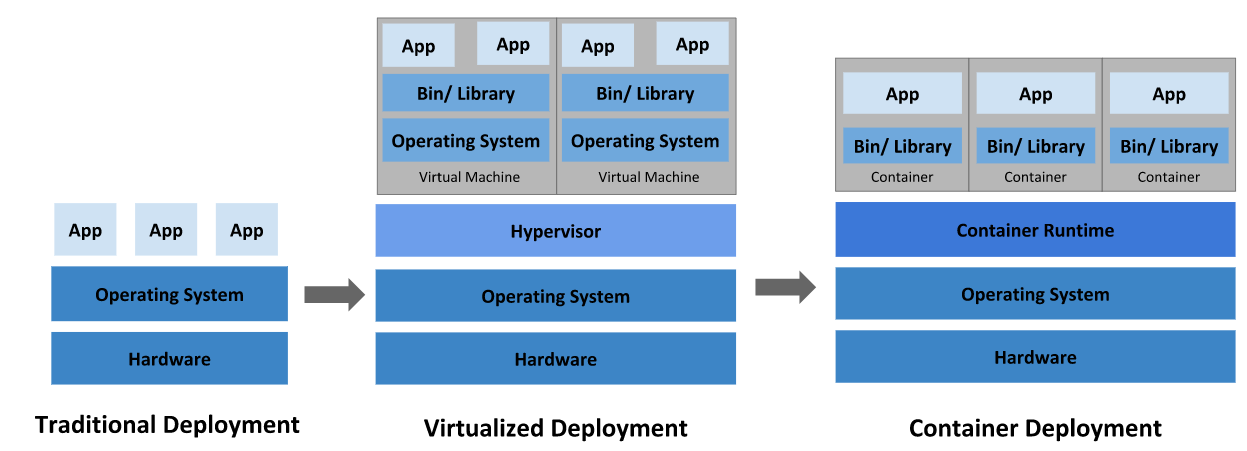 App App App
Operating System
Hardware
Traditional Deployment
App App App App
Bin/ Library Bin/ Library
Operating System Operating System
Virtual Machine Virtual Machine
Hypervisor
Operating System
Hardware
Virtualized Deployment
App App App
Bin/ Library Bin/ Library Bin/ Library
Container Container Container
Container Runtime
Operating System
Hardware
Container Deployment